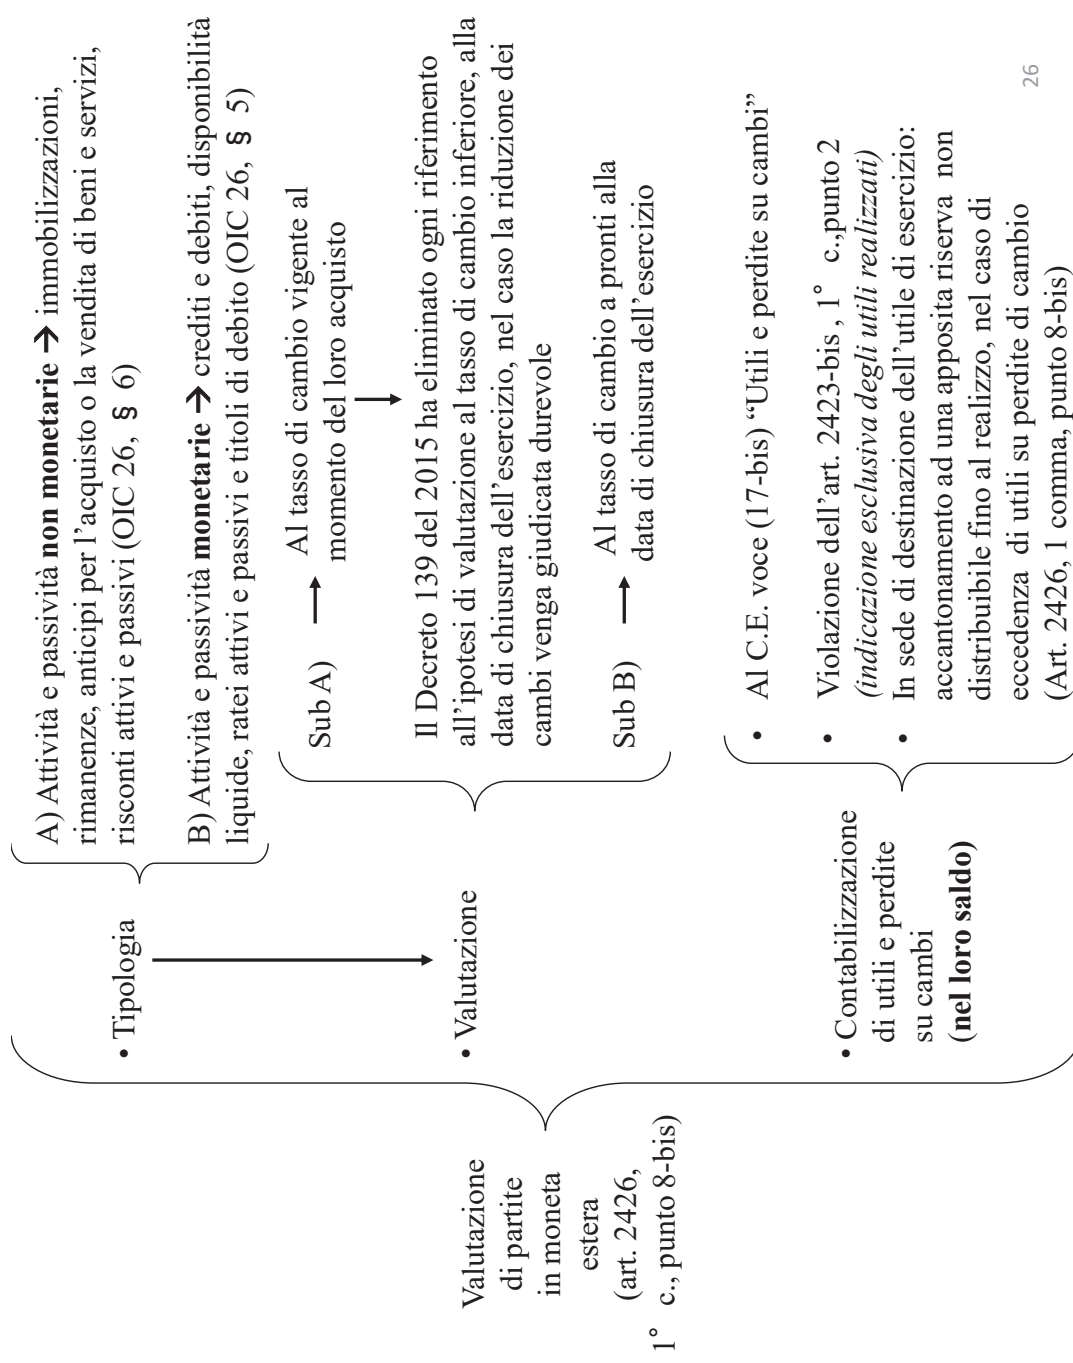 Valutazione
di partite
in moneta
estera
(art. 2426,
1° c., punto 8-bis)
• Tipologia
A) Attività e passività non monetarie → immobilizzazioni,
rimanenze, anticipi per l'acquisto o la vendita di beni e servizi,
risconti attivi e passivi (OIC 26, § 6)
B) Attività e passività monetarie → crediti e debiti, disponibilità
liquide, ratei attivi e passivi e titoli di debito (OIC 26, § 5)
• Valutazione
Sub A) → Al tasso di cambio vigente al
momento del loro acquisto
Il Decreto 139 del 2015 ha eliminato ogni riferimento
all'ipotesi di valutazione al tasso di cambio inferiore, alla
data di chiusura dell'esercizio, nel caso la riduzione dei
cambi venga giudicata durevole
Sub B) → Al tasso di cambio a pronti alla
data di chiusura dell'esercizio
• Contabilizzazione
di utili e perdite
su cambi
(nel loro saldo)
• Al C.E. voce (17-bis) “Utili e perdite su cambi”
• Violazione dell'art. 2423-bis , 1° c.,punto 2
(indicazione esclusiva degli utili realizzati)
• In sede di destinazione dell'utile di esercizio:
accantonamento ad una apposita riserva non
distribuibile fino al realizzo, nel caso di
eccedenza di utili su perdite di cambio
(Art. 2426, 1 comma, punto 8-bis)
26